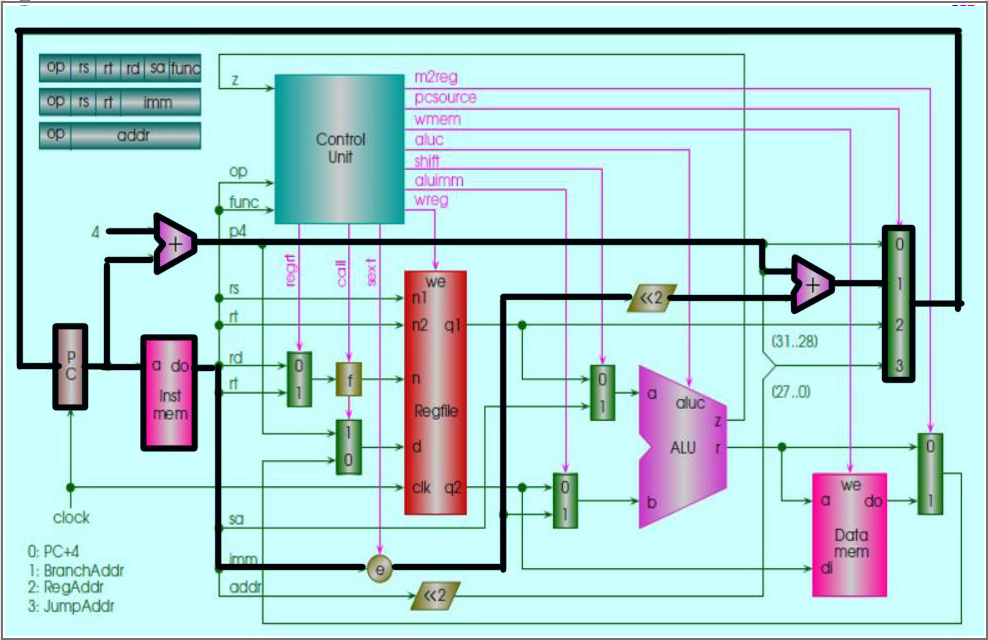 op rs rt rd sa func
op rs rt imm
op addr
z
Control
Unit
m2reg
pcsource
wmem
aluc
shift
aluimm
wreg
op
func
p4
4
+
regrt
call
sext
rs
rt
rd
rt
we
n1
n2 q1
n
Regfile
d
clk q2
<<2
+
0
1
2
3
(31..28)
(27..0)
P
C
a do
Inst
mem
0
1
f
1
0
0
1
a aluc
z
ALU
r
b
0
1
0
1
we
a do
Data
mem
di
clock
sa
imm
e
addr
<<2
0: PC+4
1: BranchAddr
2: RegAddr
3: JumpAddr